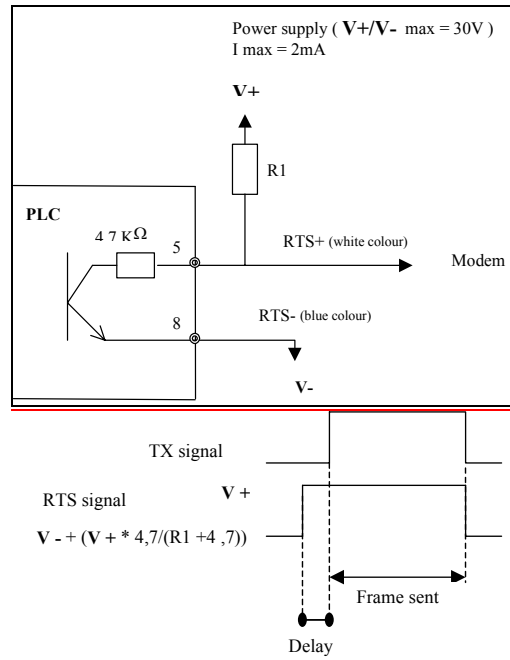 Power supply ( V+/V- max = 30V )
I max = 2mA
V+
R1
PLC
4.7 KΩ
5
RTS+ (white colour)
Modem
8
RTS- (blue colour)
V-
TX signal
V +
RTS signal
V - + (V + * 4,7/(R1 +4 ,7))
Frame sent
Delay